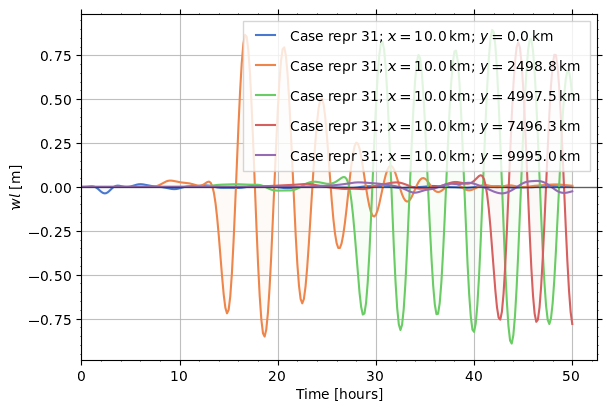 Case repr 31; x = 10.0 km; y = 0.0 km
Case repr 31; x = 10.0 km; y = 2498.8 km
Case repr 31; x = 10.0 km; y = 4997.5 km
Case repr 31; x = 10.0 km; y = 7496.3 km
Case repr 31; x = 10.0 km; y = 9995.0 km
wl [m]
0.75
0.50
0.25
0.00
−0.25
−0.50
−0.75
0 10 20 30 40 50
Time [hours]